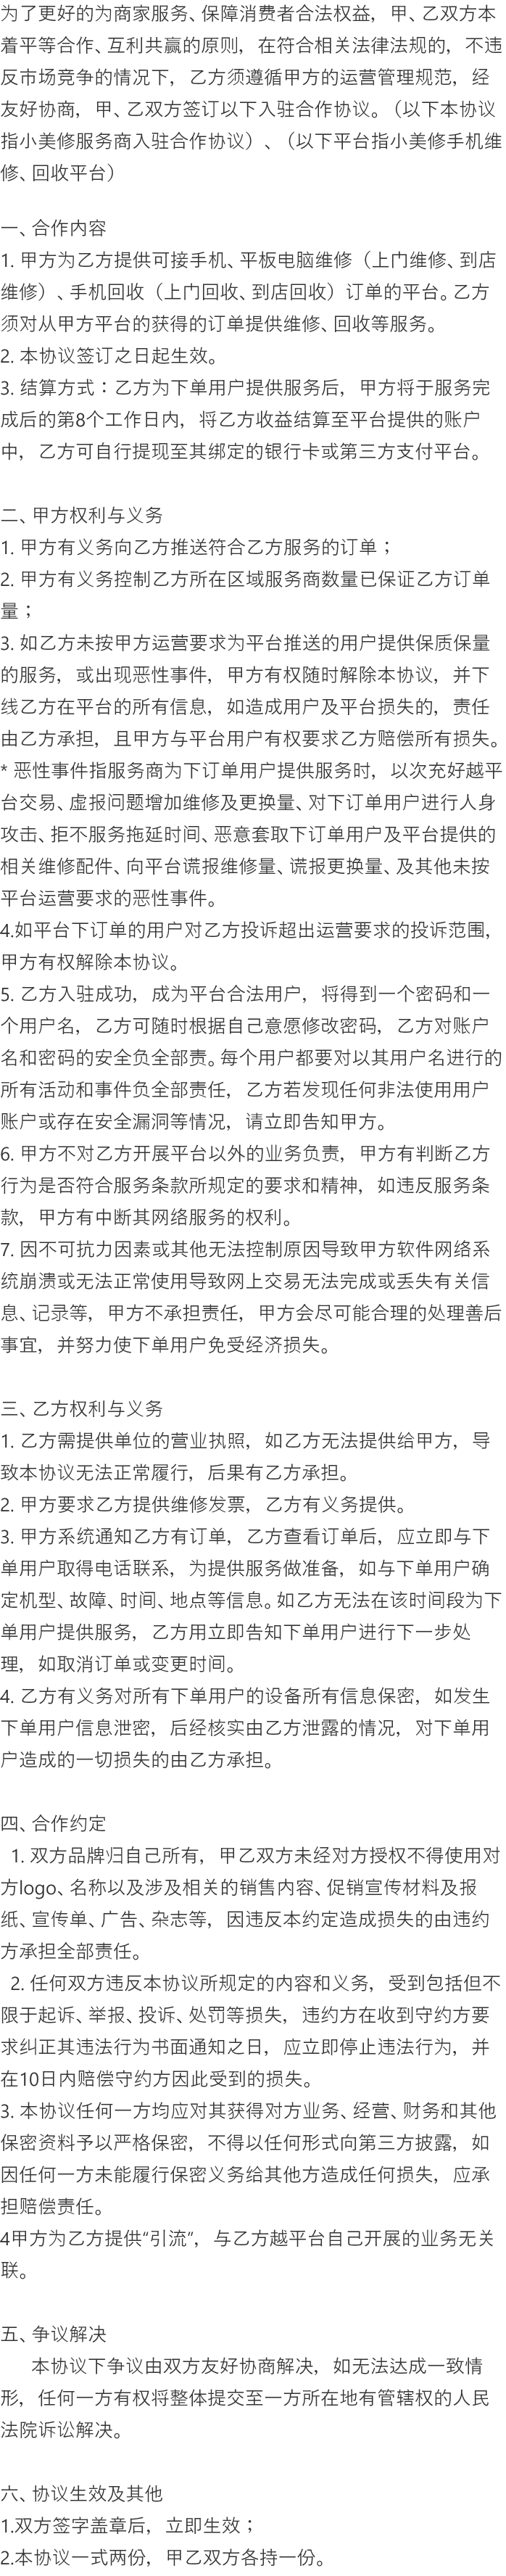 为了更好的为商家服务、保障消费者合法权益，甲、乙双方本
着平等合作、互利共赢的原则，在符合相关法律法规的，不违
反市场竞争的情况下，乙方须遵循甲方的运营管理规范，经
友好协商，甲、乙双方签订以下入驻合作协议。（以下本协议
指小美修服务商入驻合作协议）、（以下平台指小美修手机维
修、回收平台）
一、合作内容
1. 甲方为乙方提供可接手机、平板电脑维修（上门维修、到店
维修）、手机回收（上门回收、到店回收）订单的平台。乙方
须对从甲方平台的获得的订单提供维修、回收等服务。
2. 本协议签订之日起生效。
3. 结算方式：乙方为下单用户提供服务后，甲方将于服务完
成后的第8个工作日内，将乙方收益结算至平台提供的账户
中，乙方可自行提现至其绑定的银行卡或第三方支付平台。
二、甲方权利与义务
1. 甲方有义务向乙方推送符合乙方服务的订单；
2. 甲方有义务控制乙方所在区域服务商数量已保证乙方订单
量；
3. 如乙方未按甲方运营要求为平台推送的用户提供保质保量
的服务，或出现恶性事件，甲方有权随时解除本协议，并下
线乙方在平台的所有信息，如造成用户及平台损失的，责任
由乙方承担，且甲方与平台用户有权要求乙方赔偿所有损失。
* 恶性事件指服务商为下订单用户提供服务时，以次充好越平
台交易、虚报问题增加维修及更换量、对下订单用户进行人身
攻击、拒不服务拖延时间、恶意套取下订单用户及平台提供的
相关维修配件、向平台谎报维修量、谎报更换量、及其他未按
平台运营要求的恶性事件。
4.如平台下订单的用户对乙方投诉超出运营要求的投诉范围，
甲方有权解除本协议。
5. 乙方入驻成功，成为平台合法用户，将得到一个密码和一
个用户名，乙方可随时根据自己意愿修改密码，乙方对账户
名和密码的安全负全部责。每个用户都要对以其用户名进行的
所有活动和事件负全部责任，乙方若发现任何非法使用用户
账户或存在安全漏洞等情况，请立即告知甲方。
6. 甲方不对乙方开展平台以外的业务负责，甲方有判断乙方
行为是否符合服务条款所规定的要求和精神，如违反服务条
款，甲方有中断其网络服务的权利。
7. 因不可抗力因素或其他无法控制原因导致甲方软件网络系
统崩溃或无法正常使用导致网上交易无法完成或丢失有关信
息、记录等，甲方不承担责任，甲方会尽可能合理的处理善后
事宜，并努力使下单用户免受经济损失。
三、乙方权利与义务
1. 乙方需提供单位的营业执照，如乙方无法提供给甲方，导
致本协议无法正常履行，后果有乙方承担。
2. 甲方要求乙方提供维修发票，乙方有义务提供。
3. 甲方系统通知乙方有订单，乙方查看订单后，应立即与下
单用户取得电话联系，为提供服务做准备，如与下单用户确
定机型、故障、时间、地点等信息。如乙方无法在该时间段为下
单用户提供服务，乙方用立即告知下单用户进行下一步处
理，如取消订单或变更时间。
4. 乙方有义务对所有下单用户的设备所有信息保密，如发生
下单用户信息泄密，后经核实由乙方泄露的情况，对下单用
户造成的一切损失的由乙方承担。
四、合作约定
1. 双方品牌归自己所有，甲乙双方未经对方授权不得使用对
方logo、名称以及涉及相关的销售内容、促销宣传材料及报
纸、宣传单、广告、杂志等，因违反本约定造成损失的由违约
方承担全部责任。
2. 任何双方违反本协议所规定的内容和义务，受到包括但不
限于起诉、举报、投诉、处罚等损失，违约方在收到守约方要
求纠正其违法行为书面通知之日，应立即停止违法行为，并
在10日内赔偿守约方因此受到的损失。
3. 本协议任何一方均应对其获得对方业务、经营、财务和其他
保密资料予以严格保密，不得以任何形式向第三方披露，如
因任何一方未能履行保密义务给其他方造成任何损失，应承
担赔偿责任。
4甲方为乙方提供“引流”，与乙方越平台自己开展的业务无关
联。
五、争议解决
本协议下争议由双方友好协商解决，如无法达成一致情
形，任何一方有权将整体提交至一方所在地有管辖权的人民
法院诉讼解决。
六、协议生效及其他
1.双方签字盖章后，立即生效；
2.本协议一式两份，甲乙双方各持一份。